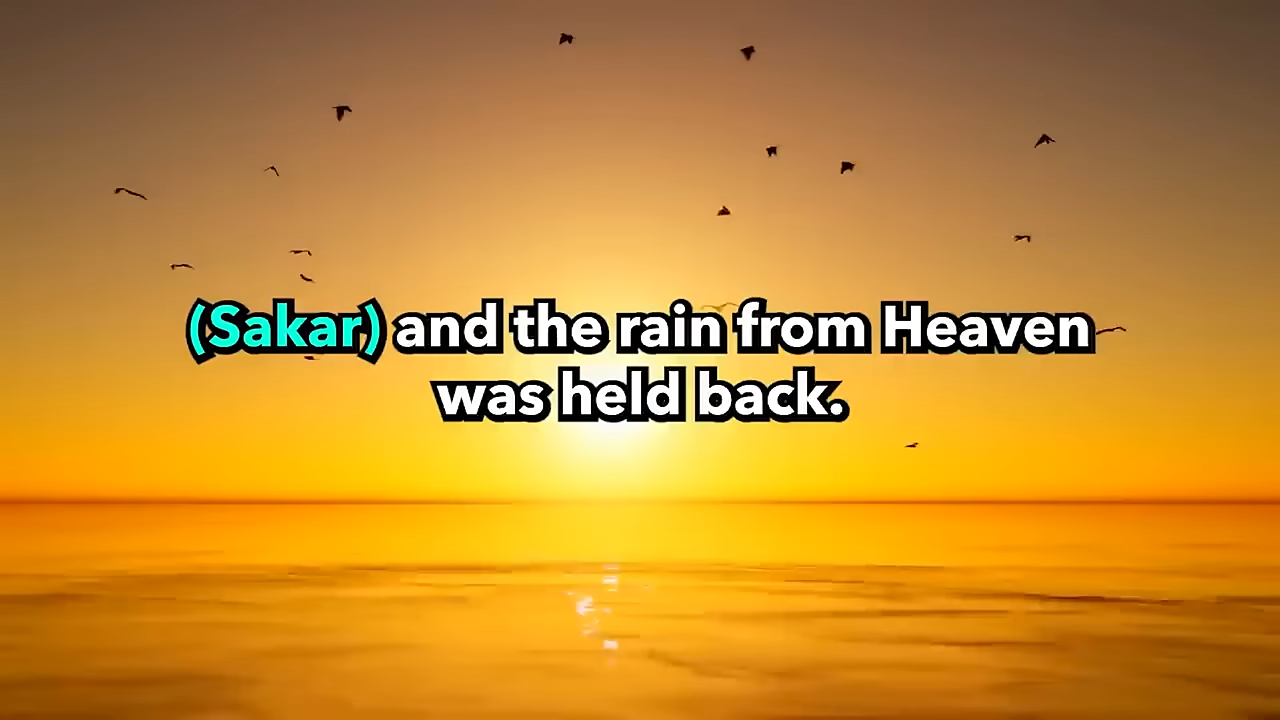 (Sakar) and the rain from Heaven
was held back.